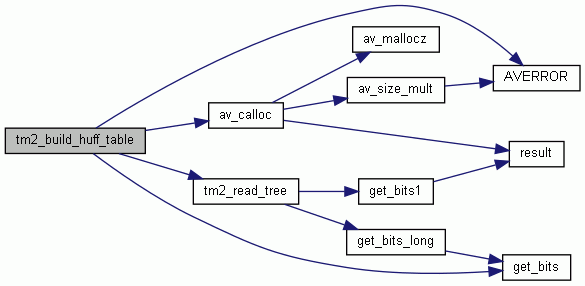 av_mallocz
AVERROR
av_size_mult
av_calloc
tm2_build_huff_table
result
tm2_read_tree
get_bits1
get_bits_long
get_bits